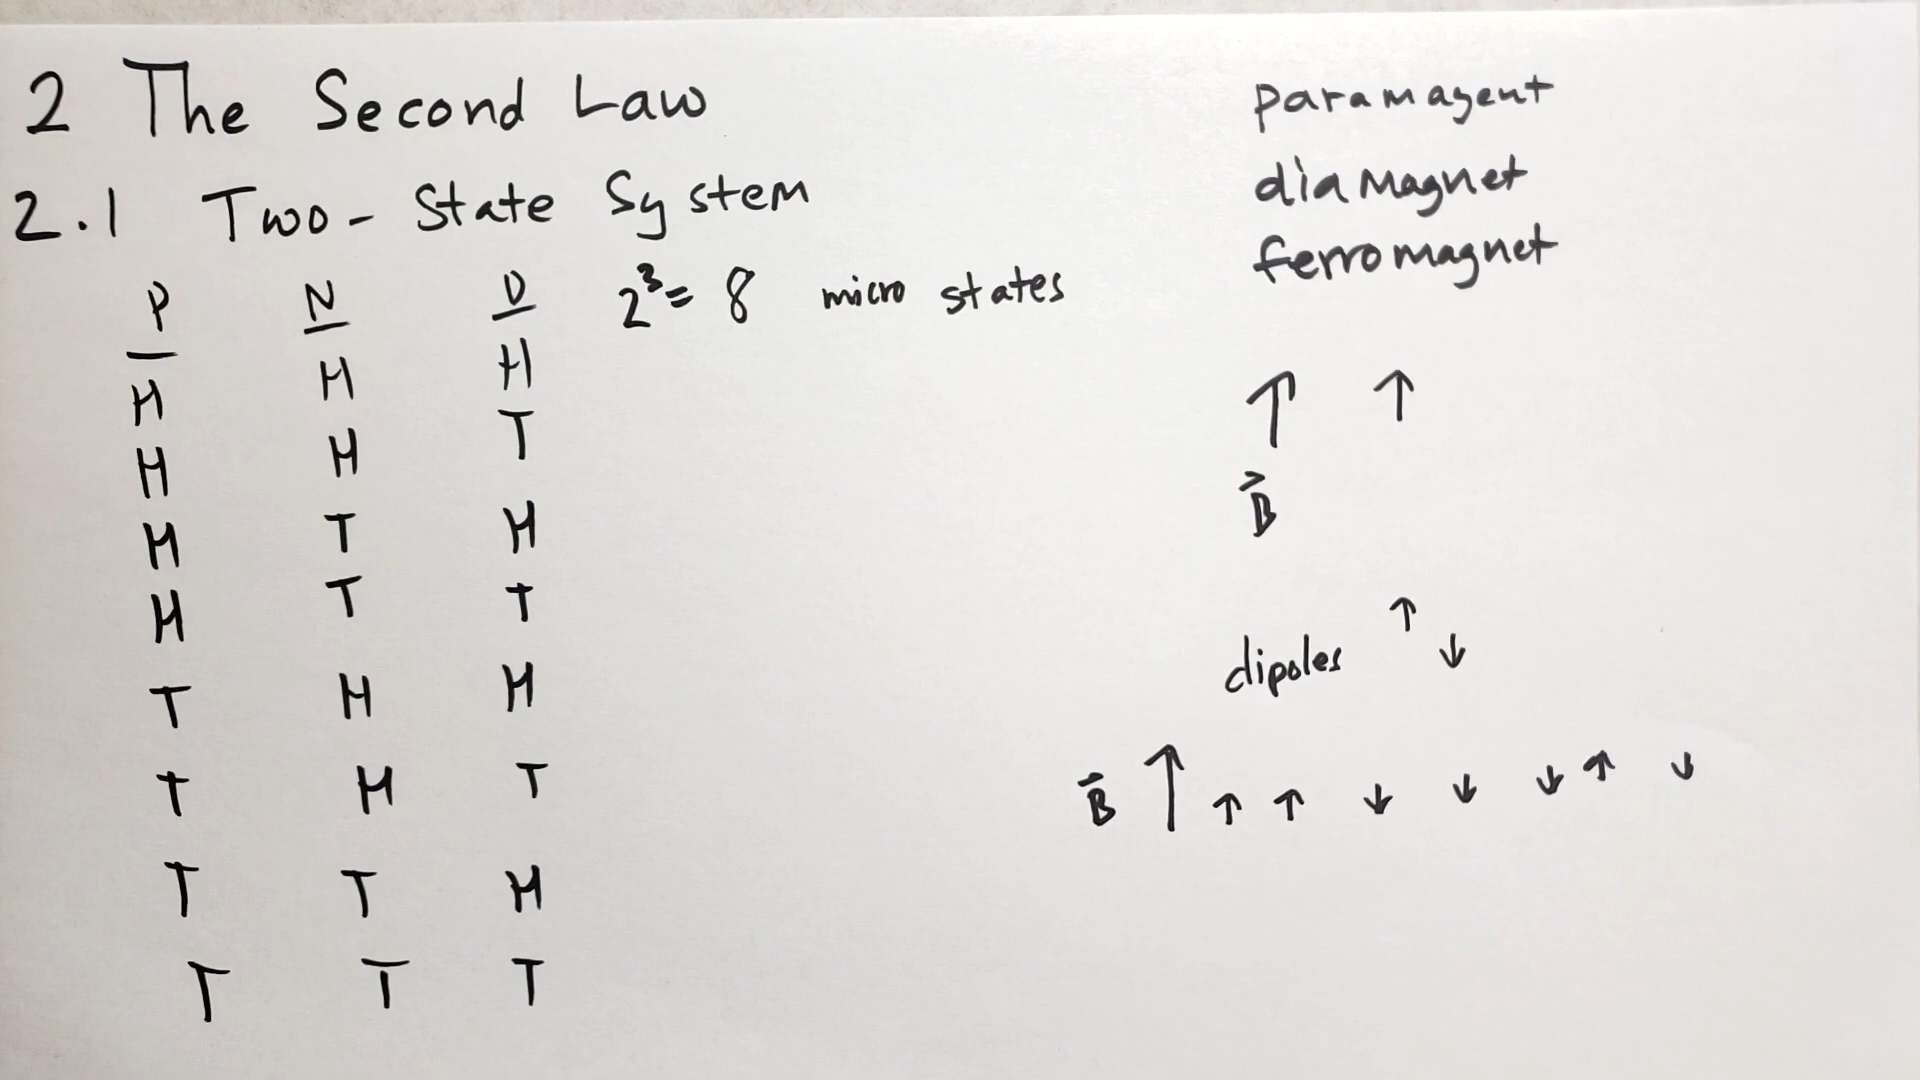 2 The Second Law
2.1 Two-State System
P N D 2³= 8 micro states
H H H
H H T
H T H
H T T
T H H
T H T
T T H
T T T
paramagent
diamagnet
ferromagnet
↑ ↑
B⃗
dipoles ↑ ↓
B⃗ ↑ ↑ ↑ ↓ ↓ ↓ ↑ ↓